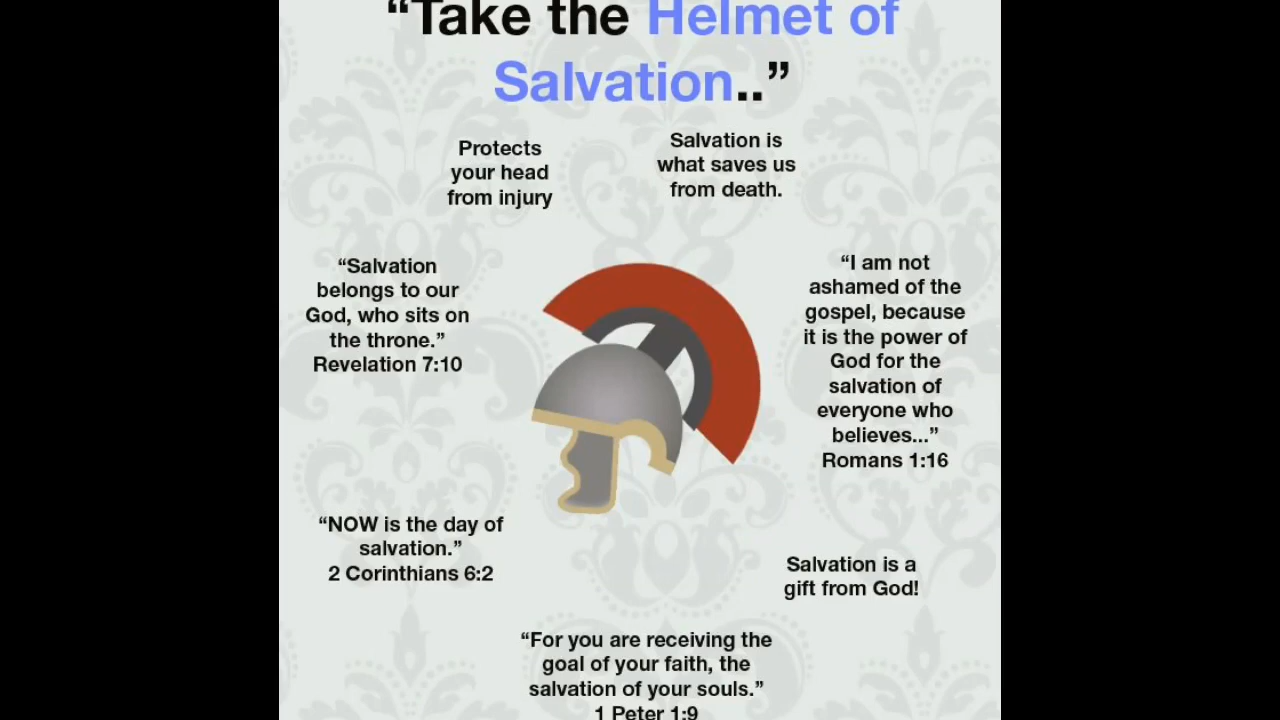 “Take the Helmet of
Salvation..”
Protects
your head
from injury
Salvation is
what saves us
from death.
“Salvation
belongs to our
God, who sits on
the throne.”
Revelation 7:10
“I am not
ashamed of the
gospel, because
it is the power of
God for the
salvation of
everyone who
believes...”
Romans 1:16
“NOW is the day of
salvation.”
2 Corinthians 6:2
Salvation is a
gift from God!
“For you are receiving the
goal of your faith, the
salvation of your souls.”
1 Peter 1:9